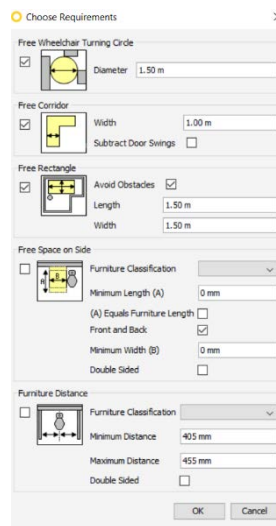 Choose Requirements
Free Wheelchair Turning Circle
Diameter 1.50 m
Free Corridor
Width 1.00 m
Subtract Door Swings
Free Rectangle
Avoid Obstacles
Length 1.50 m
Width 1.50 m
Free Space on Side
Furniture Classification
A B
Minimum Length (A) 0 mm
(A) Equals Furniture Length
Front and Back
Minimum Width (B) 0 mm
Double Sided
Furniture Distance
Furniture Classification
Minimum Distance 405 mm
Maximum Distance 455 mm
Double Sided
OK Cancel